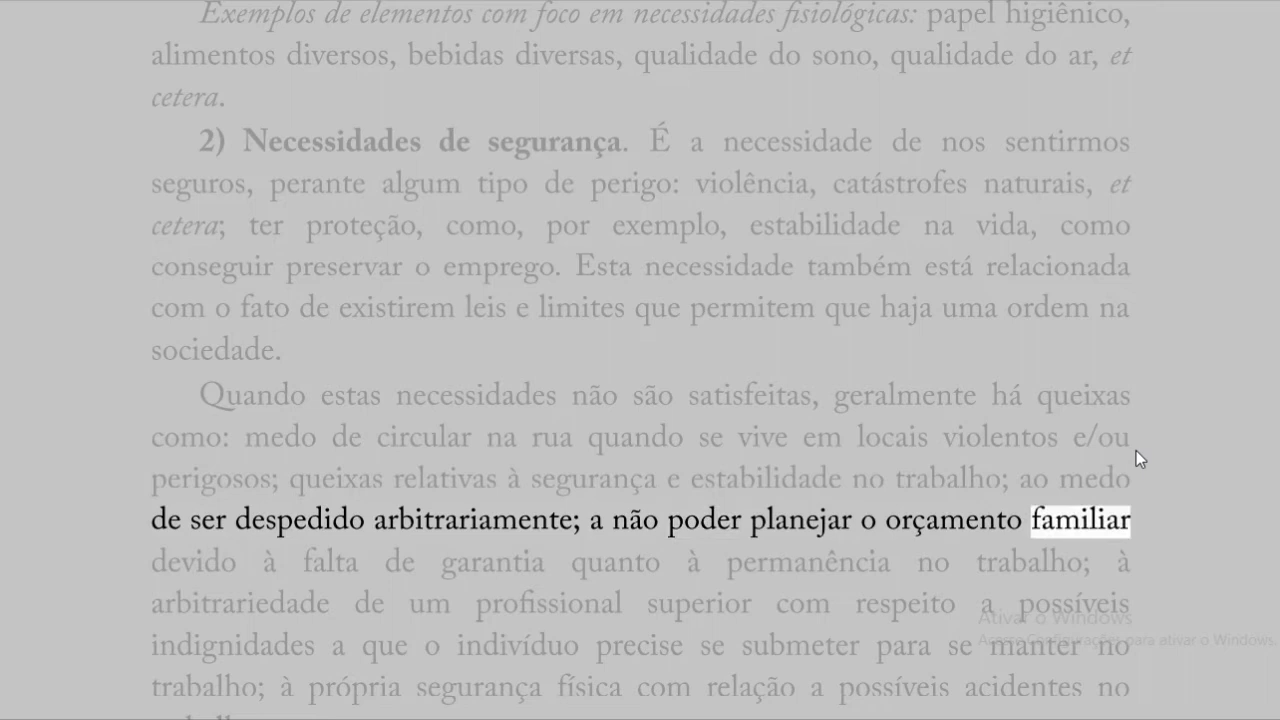 Exemplos de elementos com foco em necessidades fisiológicas: papel higiênico,
alimentos diversos, bebidas diversas, qualidade do sono, qualidade do ar, et
cetera.
2) Necessidades de segurança. É a necessidade de nos sentirmos
seguros, perante algum tipo de perigo: violência, catástrofes naturais, et
cetera; ter proteção, como, por exemplo, estabilidade na vida, como
conseguir preservar o emprego. Esta necessidade também está relacionada
com o fato de existirem leis e limites que permitem que haja uma ordem na
sociedade.
Quando estas necessidades não são satisfeitas, geralmente há queixas
como: medo de circular na rua quando se vive em locais violentos e/ou
perigosos; queixas relativas à segurança e estabilidade no trabalho; ao medo
de ser despedido arbitrariamente; a não poder planejar o orçamento familiar
devido à falta de garantia quanto à permanência no trabalho; à
arbitrariedade de um profissional superior com respeito a possíveis
Ativar o Windows
Acesse Configurações para ativar o Windows.
indignidades a que o indivíduo precise se submeter para se manter no
trabalho; à própria segurança física com relação a possíveis acidentes no